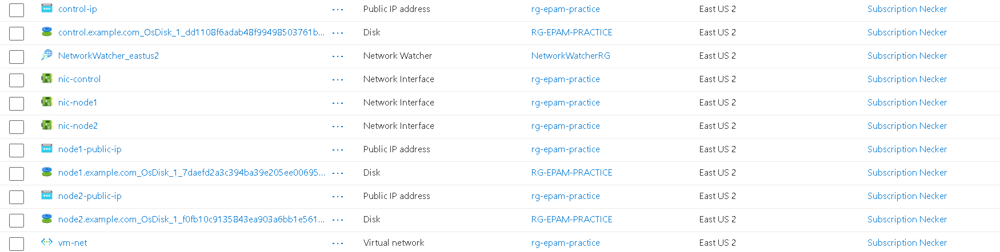 control-ip ... Public IP address rg-epam-practice East US 2 Subscription Necker
control.example.com_OsDisk_1_dd1108f6adab48f99498503761b... ... Disk RG-EPAM-PRACTICE East US 2 Subscription Necker
NetworkWatcher_eastus2 ... Network Watcher NetworkWatcherRG East US 2 Subscription Necker
nic-control ... Network Interface rg-epam-practice East US 2 Subscription Necker
nic-node1 ... Network Interface rg-epam-practice East US 2 Subscription Necker
nic-node2 ... Network Interface rg-epam-practice East US 2 Subscription Necker
node1-public-ip ... Public IP address rg-epam-practice East US 2 Subscription Necker
node1.example.com_OsDisk_1_7daefd2a3c394ba39e205ee00695... ... Disk RG-EPAM-PRACTICE East US 2 Subscription Necker
node2-public-ip ... Public IP address rg-epam-practice East US 2 Subscription Necker
node2.example.com_OsDisk_1_f0fb10c9135843ea903a6bb1e561... ... Disk RG-EPAM-PRACTICE East US 2 Subscription Necker
vm-net ... Virtual network rg-epam-practice East US 2 Subscription Necker